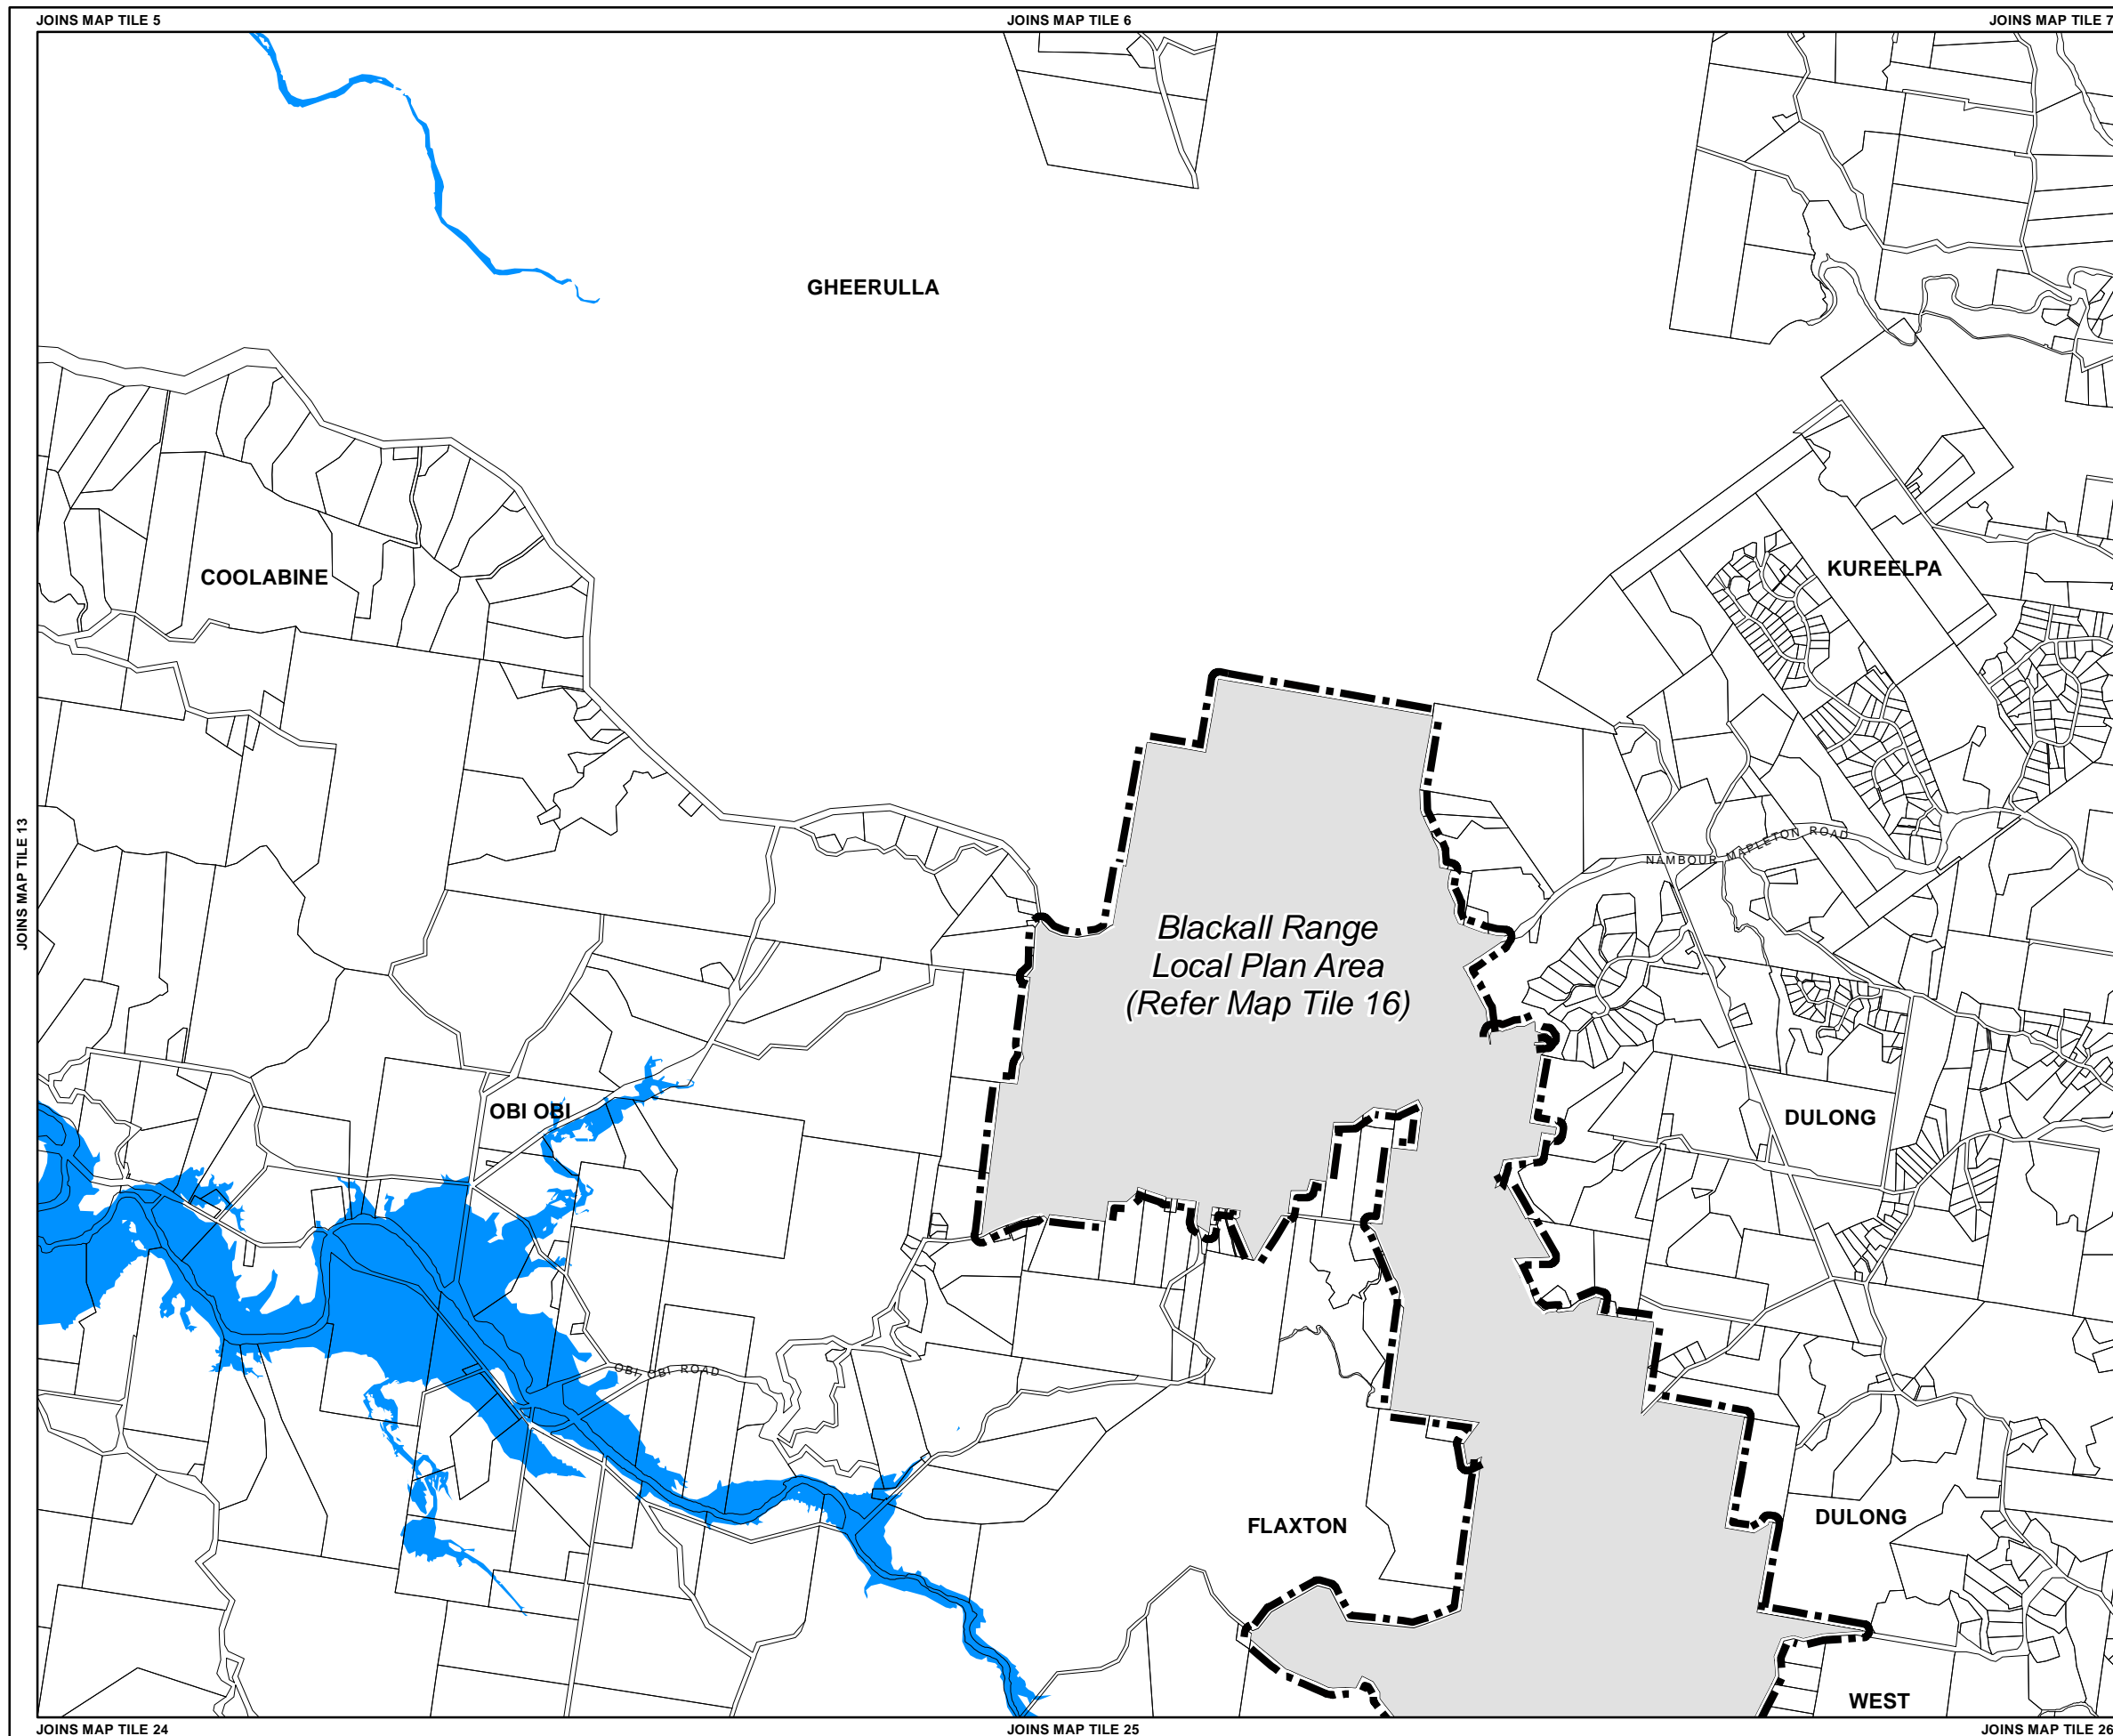 JOINS MAP TILE 5
JOINS MAP TILE 6
JOINS MAP TILE 7
GHEERULLA
COOLABINE
KUREELPA
NAMBOUR MAPLETON ROAD
JOINS MAP TILE 13
Blackall Range
Local Plan Area
(Refer Map Tile 16)
OBI OBI
DULONG
OBI OBI ROAD
FLAXTON
DULONG
WEST
JOINS MAP TILE 24
JOINS MAP TILE 25
JOINS MAP TILE 26